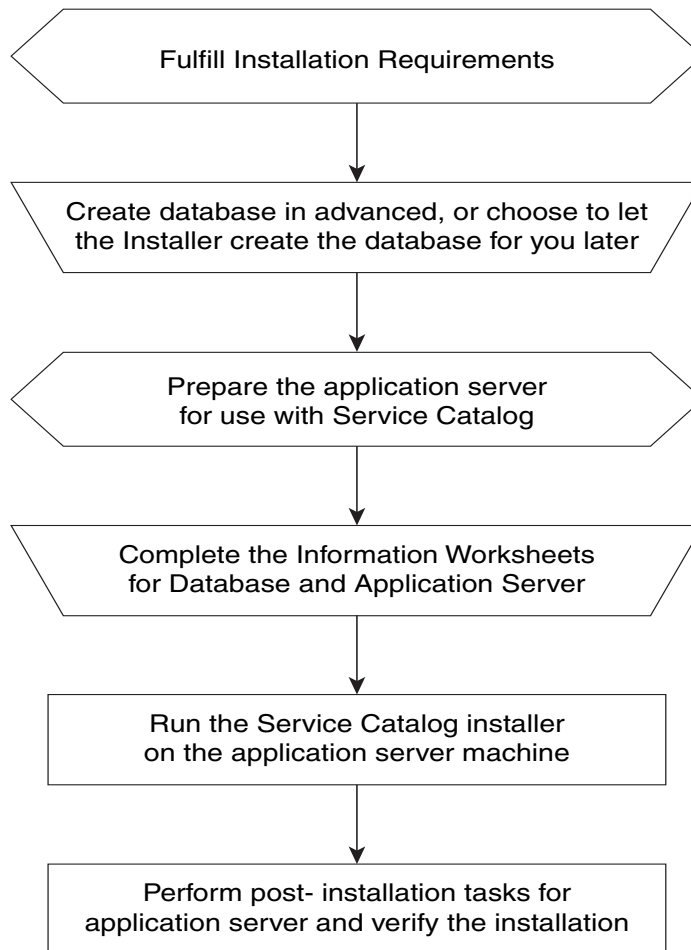 Fulfill Installation Requirements
Create database in advanced, or choose to let
the Installer create the database for you later
Prepare the application server
for use with Service Catalog
Complete the Information Worksheets
for Database and Application Server
Run the Service Catalog installer
on the application server machine
Perform post- installation tasks for
application server and verify the installation